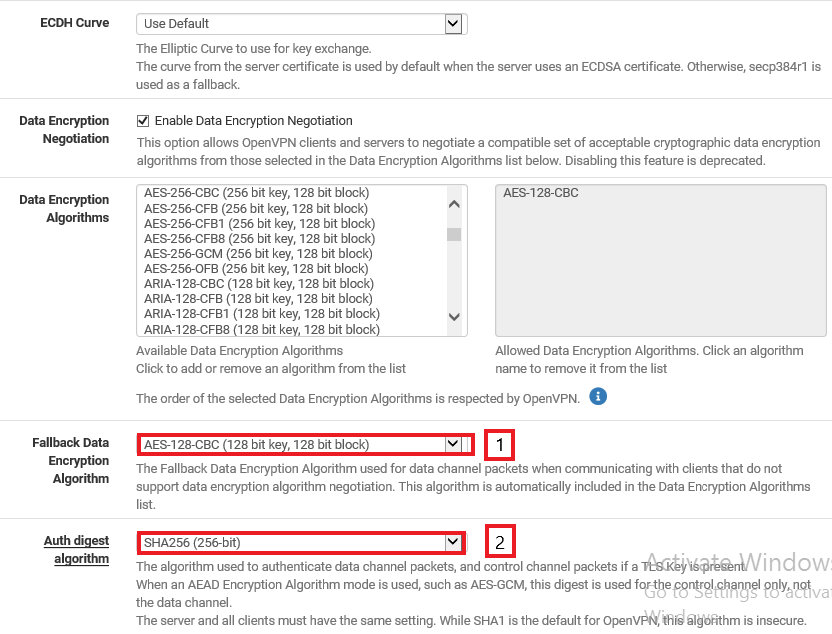 ECDH Curve
Use Default
The Elliptic Curve to use for key exchange.
The curve from the server certificate is used by default when the server uses an ECDSA certificate. Otherwise, secp384r1 is
used as a fallback.
Data Encryption
Negotiation
Enable Data Encryption Negotiation
This option allows OpenVPN clients and servers to negotiate a compatible set of acceptable cryptographic data encryption
algorithms from those selected in the Data Encryption Algorithms list below. Disabling this feature is deprecated.
Data Encryption
Algorithms
AES-256-CBC (256 bit key, 128 bit block)
AES-256-CFB (256 bit key, 128 bit block)
AES-256-CFB1 (256 bit key, 128 bit block)
AES-256-CFB8 (256 bit key, 128 bit block)
AES-256-GCM (256 bit key, 128 bit block)
AES-256-OFB (256 bit key, 128 bit block)
ARIA-128-CBC (128 bit key, 128 bit block)
ARIA-128-CFB (128 bit key, 128 bit block)
ARIA-128-CFB1 (128 bit key, 128 bit block)
ARIA-128-CFB8 (128 bit key, 128 bit block)
Available Data Encryption Algorithms
Click to add or remove an algorithm from the list
AES-128-CBC
Allowed Data Encryption Algorithms. Click an algorithm
name to remove it from the list
The order of the selected Data Encryption Algorithms is respected by OpenVPN.
Fallback Data
Encryption
Algorithm
AES-128-CBC (128 bit key, 128 bit block)
1
The Fallback Data Encryption Algorithm used for data channel packets when communicating with clients that do not
support data encryption algorithm negotiation. This algorithm is automatically included in the Data Encryption Algorithms
list.
Auth digest
algorithm
SHA256 (256-bit)
2
The algorithm used to authenticate data channel packets, and control channel packets if a TLS Key is present.
When an AEAD Encryption Algorithm mode is used, such as AES-GCM, this digest is used for the control channel only, not
the data channel.
The server and all clients must have the same setting. While SHA1 is the default for OpenVPN, this algorithm is insecure.
Activate Windows
Go to Settings to activa
Windows.